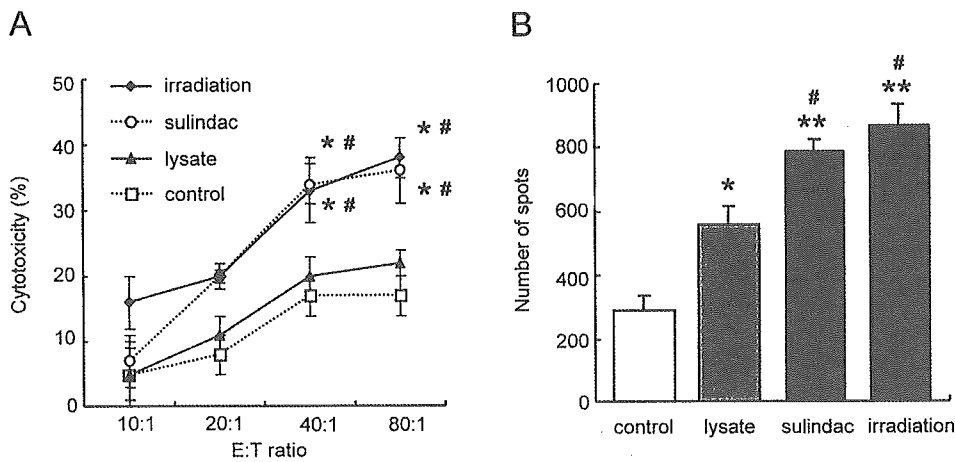 A
B
Cytotoxicity (%)
50
40
30
20
10
0
irradiation
sulindac
lysate
control
* #
* #
* #
* #
10:1
20:1
40:1
80:1
E:T ratio
Number of spots
1000
800
600
400
200
0
*
#
**
#
**
control
lysate
sulindac
irradiation